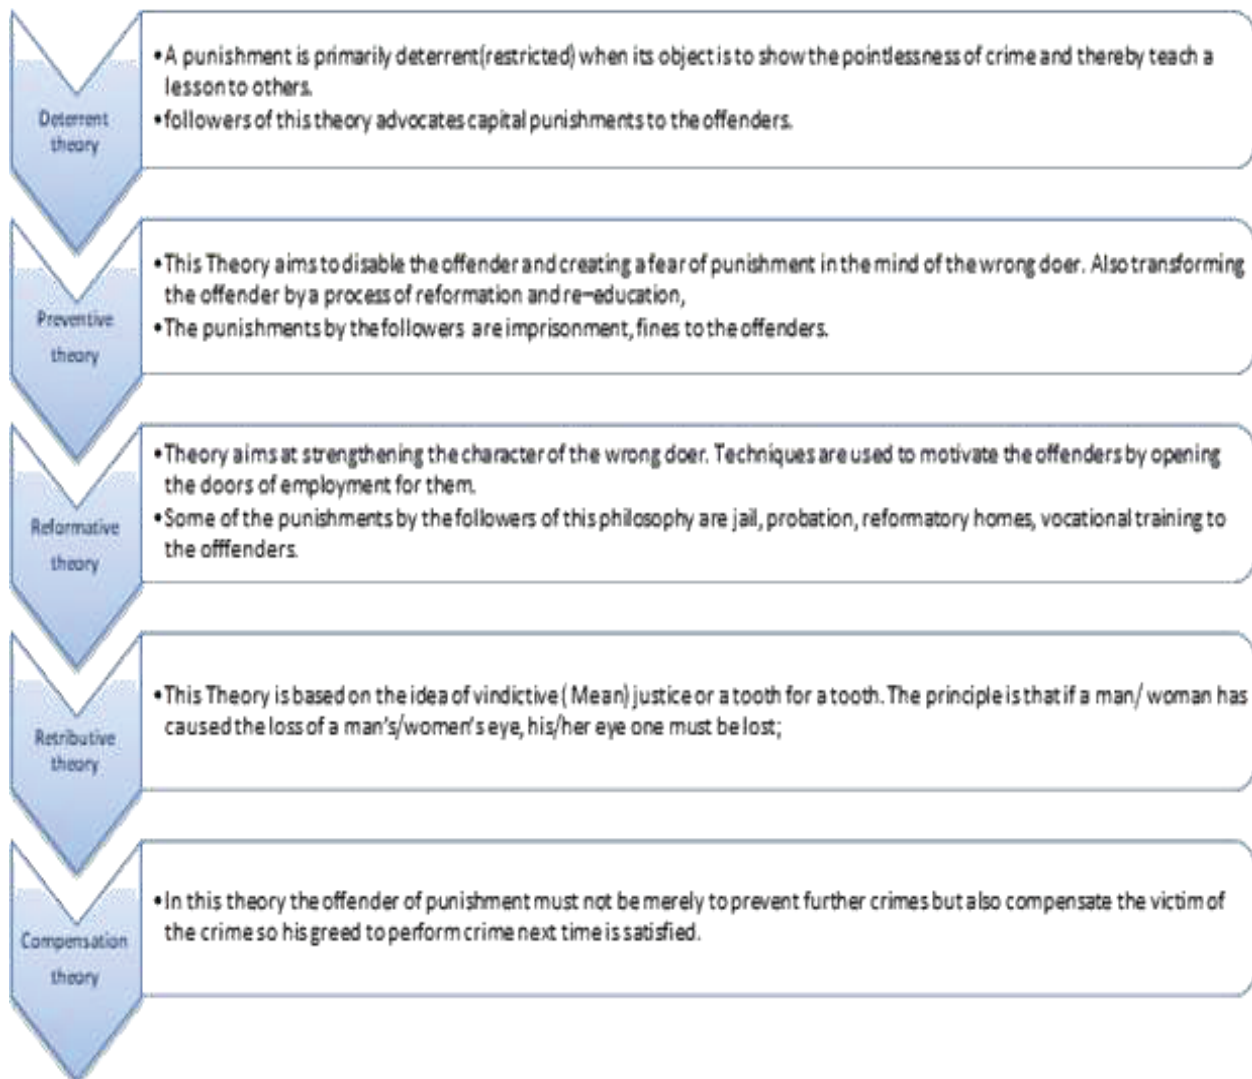 Deterrent
theory
•A punishment is primarily deterrent(restricted) when its object is to show the pointlessness of crime and thereby teach a
lesson to others.
•followers of this theory advocates capital punishments to the offenders.
Preventive
theory
•This Theory aims to disable the offender and creating a fear of punishment in the mind of the wrong doer. Also transforming
the offender by a process of reformation and re-education,
•The punishments by the followers are imprisonment, fines to the offenders.
Reformative
theory
•Theory aims at strengthening the character of the wrong doer. Techniques are used to motivate the offenders by opening
the doors of employment for them.
•Some of the punishments by the followers of this philosophy are jail, probation, reformatory homes, vocational training to
the offfenders.
Retributive
theory
•This Theory is based on the idea of vindictive ( Mean) justice or a tooth for a tooth. The principle is that if a man/ woman has
caused the loss of a man's/women's eye, his/her eye one must be lost;
Compensation
theory
•In this theory the offender of punishment must not be merely to prevent further crimes but also compensate the victim of
the crime so his greed to perform crime next time is satisfied.